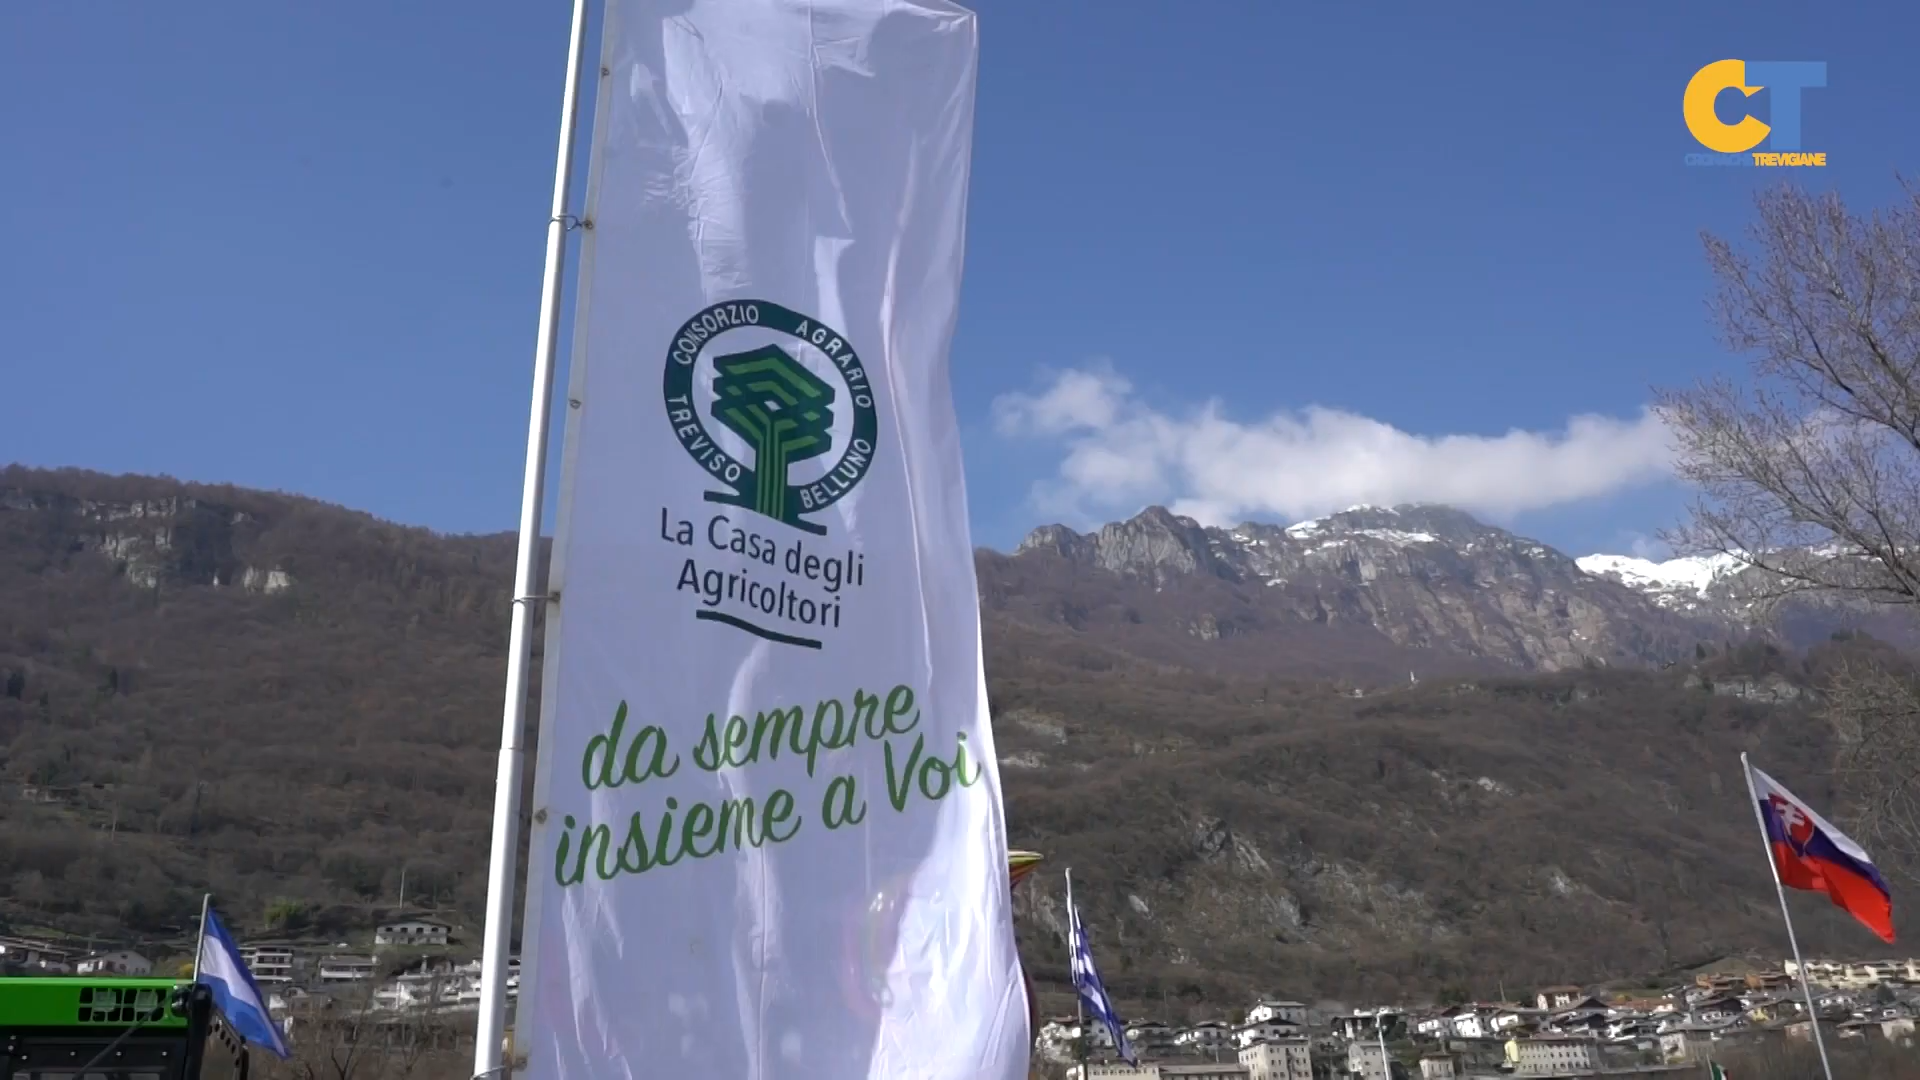 CT
CRONACHE TREVIGIANE
CONSORZIO AGRARIO
TREVISO BELLUNO
La Casa degli
Agricoltori
da sempre
insieme a Voi